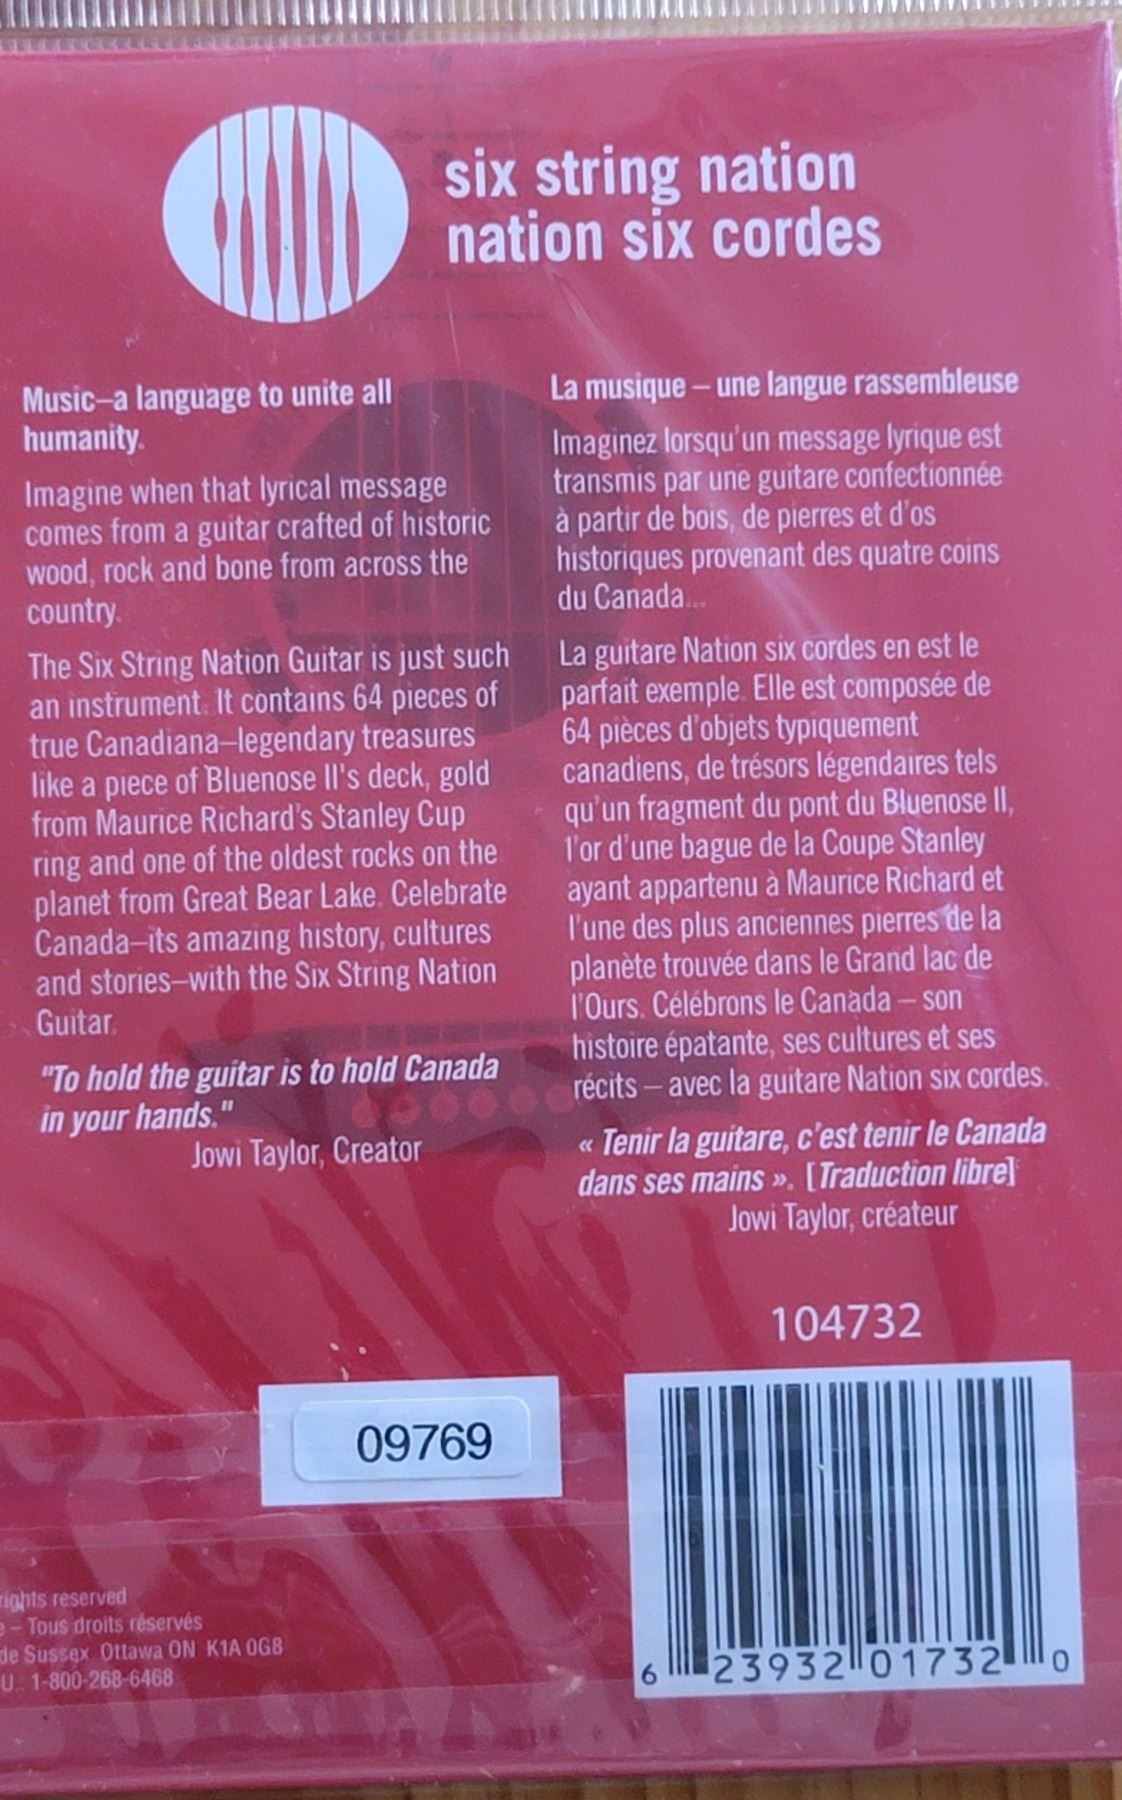 six string nation
nation six cordes
Music–a language to unite all
humanity.
Imagine when that lyrical message
comes from a guitar crafted of historic
wood, rock and bone from across the
country.
The Six String Nation Guitar is just such
an instrument. It contains 64 pieces of
true Canadiana–legendary treasures
like a piece of Bluenose II's deck, gold
from Maurice Richard's Stanley Cup
ring and one of the oldest rocks on the
planet from Great Bear Lake. Celebrate
Canada–its amazing history, cultures
and stories–with the Six String Nation
Guitar.
"To hold the guitar is to hold Canada
in your hands."
Jowi Taylor, Creator
La musique – une langue rassembleuse
Imaginez lorsqu'un message lyrique est
transmis par une guitare confectionnée
à partir de bois, de pierres et d'os
historiques provenant des quatre coins
du Canada...
La guitare Nation six cordes en est le
parfait exemple. Elle est composée de
64 pièces d'objets typiquement
canadiens, de trésors légendaires tels
qu'un fragment du pont du Bluenose II,
l'or d'une bague de la Coupe Stanley
ayant appartenu à Maurice Richard et
l'une des plus anciennes pierres de la
planète trouvée dans le Grand lac de
l'Ours. Célébrons le Canada – son
histoire épatante, ses cultures et ses
récits – avec la guitare Nation six cordes.
« Tenir la guitare, c'est tenir le Canada
dans ses mains ». [Traduction libre]
Jowi Taylor, créateur
104732
09769
6 23932 01732 0
rights reserved
– Tous droits réservés
de Sussex Ottawa ON K1A 0G8
U. 1-800-268-6468